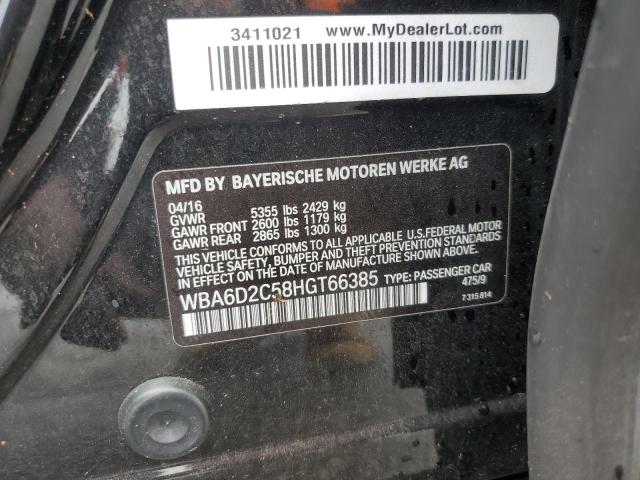 3411021 www.MyDealerLot.com
MFD BY BAYERISCHE MOTOREN WERKE AG
04/16
GVWR 5355 lbs 2429 kg
GAWR FRONT 2600 lbs 1179 kg
GAWR REAR 2865 lbs 1300 kg
THIS VEHICLE CONFORMS TO ALL APPLICABLE U.S.FEDERAL MOTOR
VEHICLE SAFETY, BUMPER AND THEFT PREVENTION STANDARDS
IN EFFECT ON THE DATE OF MANUFACTURE SHOWN ABOVE.
WBA6D2C58HGT66385 TYPE: PASSENGER CAR
475/9
7 315 814